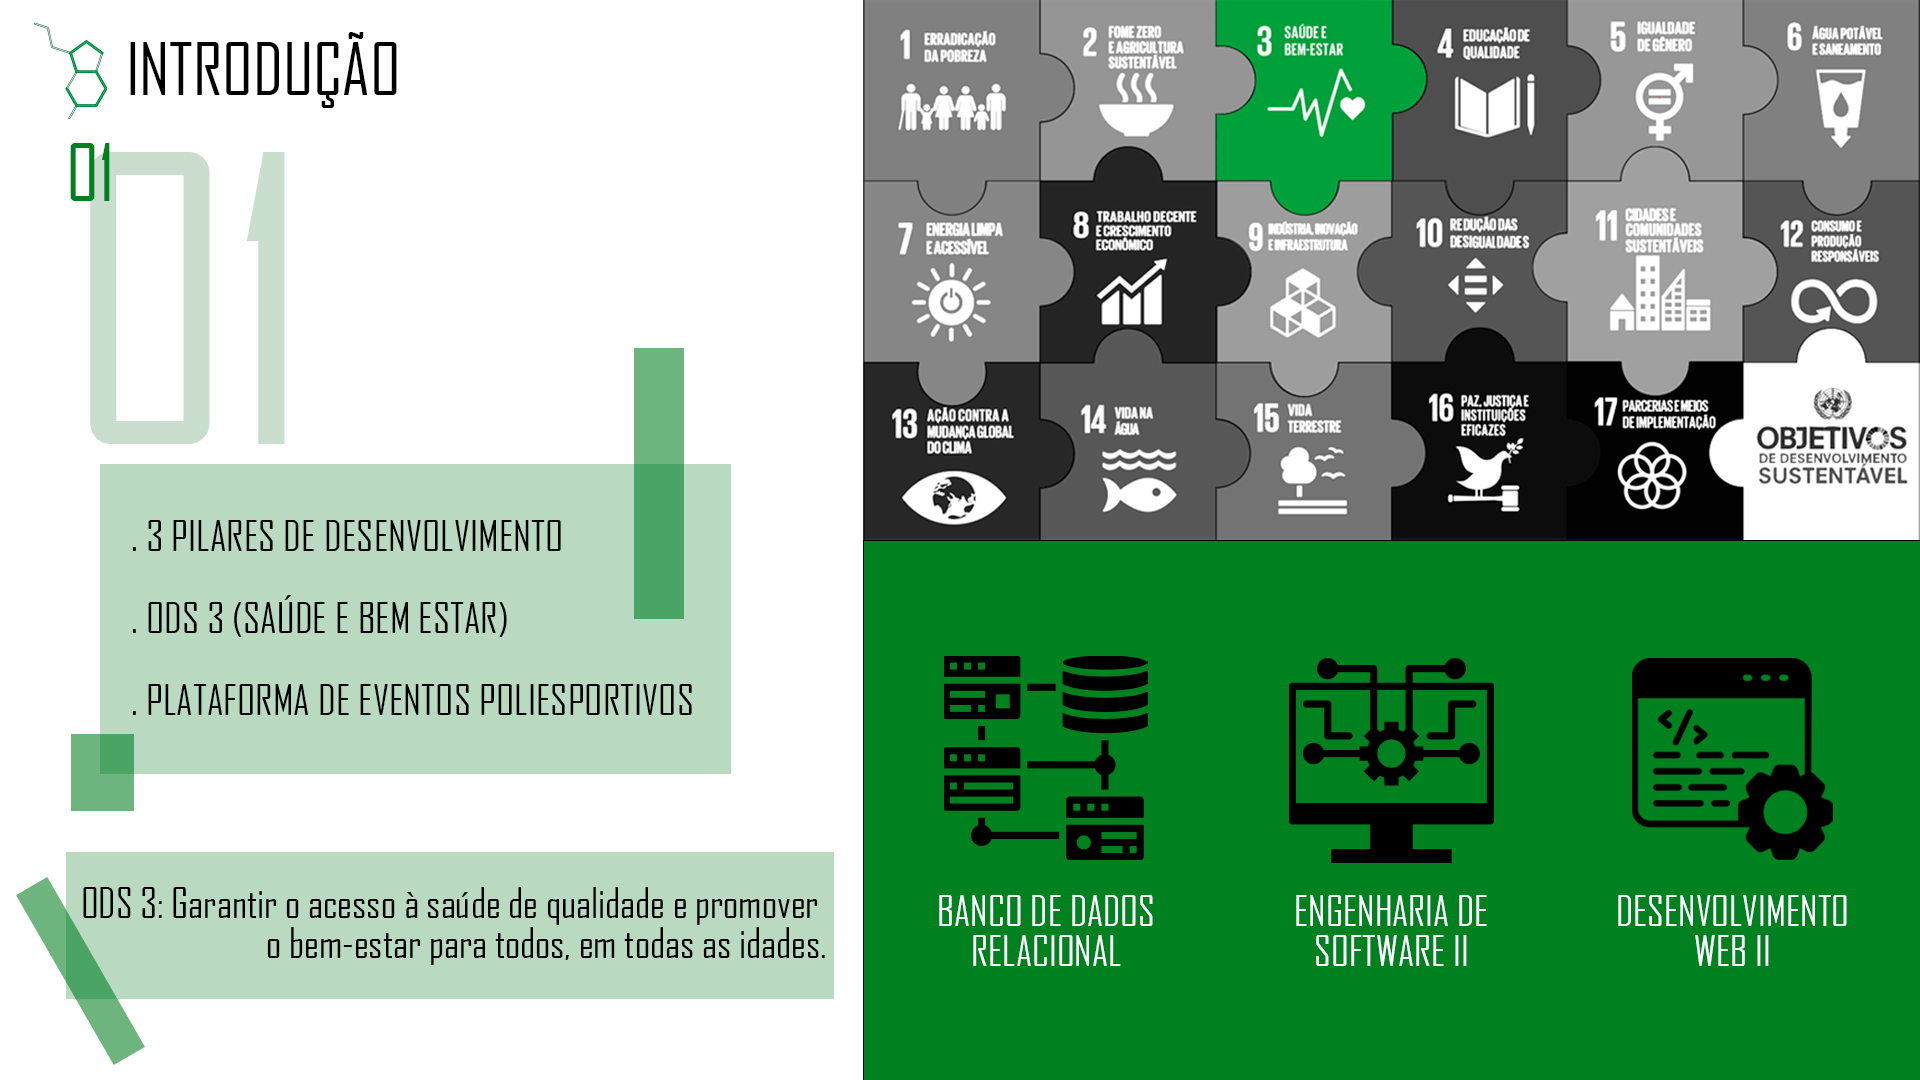 INTRODUÇÃO
01
01
. 3 PILARES DE DESENVOLVIMENTO
. ODS 3 (SAÚDE E BEM ESTAR)
. PLATAFORMA DE EVENTOS POLIESPORTIVOS
ODS 3: Garantir o acesso à saúde de qualidade e promover
o bem-estar para todos, em todas as idades.
1 ERRADICAÇÃO
DA POBREZA
2 FOME ZERO
E AGRICULTURA
SUSTENTÁVEL
3 SAÚDE E
BEM-ESTAR
4 EDUCAÇÃO DE
QUALIDADE
5 IGUALDADE
DE GÊNERO
6 ÁGUA POTÁVEL
E SANEAMENTO
7 ENERGIA LIMPA
E ACESSÍVEL
8 TRABALHO DECENTE
E CRESCIMENTO
ECONÔMICO
9 INDÚSTRIA, INOVAÇÃO
E INFRAESTRUTURA
10 REDUÇÃO DAS
DESIGUALDADES
11 CIDADES E
COMUNIDADES
SUSTENTÁVEIS
12 CONSUMO E
PRODUÇÃO
RESPONSÁVEIS
13 AÇÃO CONTRA A
MUDANÇA GLOBAL
DO CLIMA
14 VIDA NA
ÁGUA
15 VIDA
TERRESTRE
16 PAZ, JUSTIÇA E
INSTITUIÇÕES
EFICAZES
17 PARCERIAS E MEIOS
DE IMPLEMENTAÇÃO
OBJETIVOS
DE DESENVOLVIMENTO
SUSTENTÁVEL
BANCO DE DADOS
RELACIONAL
ENGENHARIA DE
SOFTWARE II
DESENVOLVIMENTO
WEB II